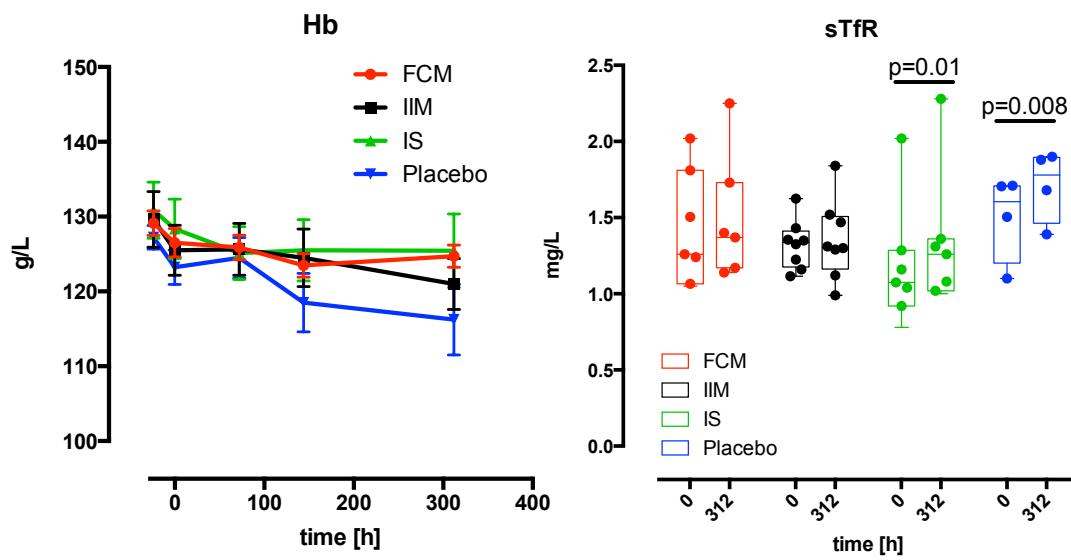 Hb
150
140
130
120
110
100
g/L
FCM
IIM
IS
Placebo
0
100
200
300
400
time [h]
sTfR
2.5
2.0
1.5
1.0
0.5
0.0
mg/L
p=0.01
p=0.008
FCM
IIM
IS
Placebo
0
312
0
312
0
312
0
312
time [h]